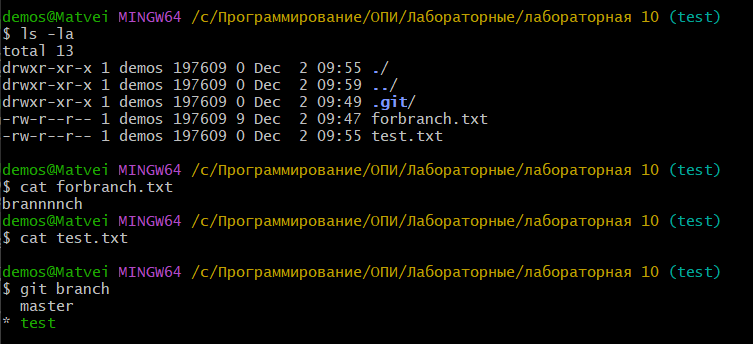 demos@Matvei MINGW64 /c/Программирование/ОПИ/Лабораторные/лабораторная 10 (test)
$ ls -la
total 13
drwxr-xr-x 1 demos 197609 0 Dec  2 09:55 ./
drwxr-xr-x 1 demos 197609 0 Dec  2 09:59 ../
drwxr-xr-x 1 demos 197609 0 Dec  2 09:49 .git/
-rw-r--r-- 1 demos 197609 9 Dec  2 09:47 forbranch.txt
-rw-r--r-- 1 demos 197609 0 Dec  2 09:55 test.txt
demos@Matvei MINGW64 /c/Программирование/ОПИ/Лабораторные/лабораторная 10 (test)
$ cat forbranch.txt
brannnnch
demos@Matvei MINGW64 /c/Программирование/ОПИ/Лабораторные/лабораторная 10 (test)
$ cat test.txt
demos@Matvei MINGW64 /c/Программирование/ОПИ/Лабораторные/лабораторная 10 (test)
$ git branch
  master
* test